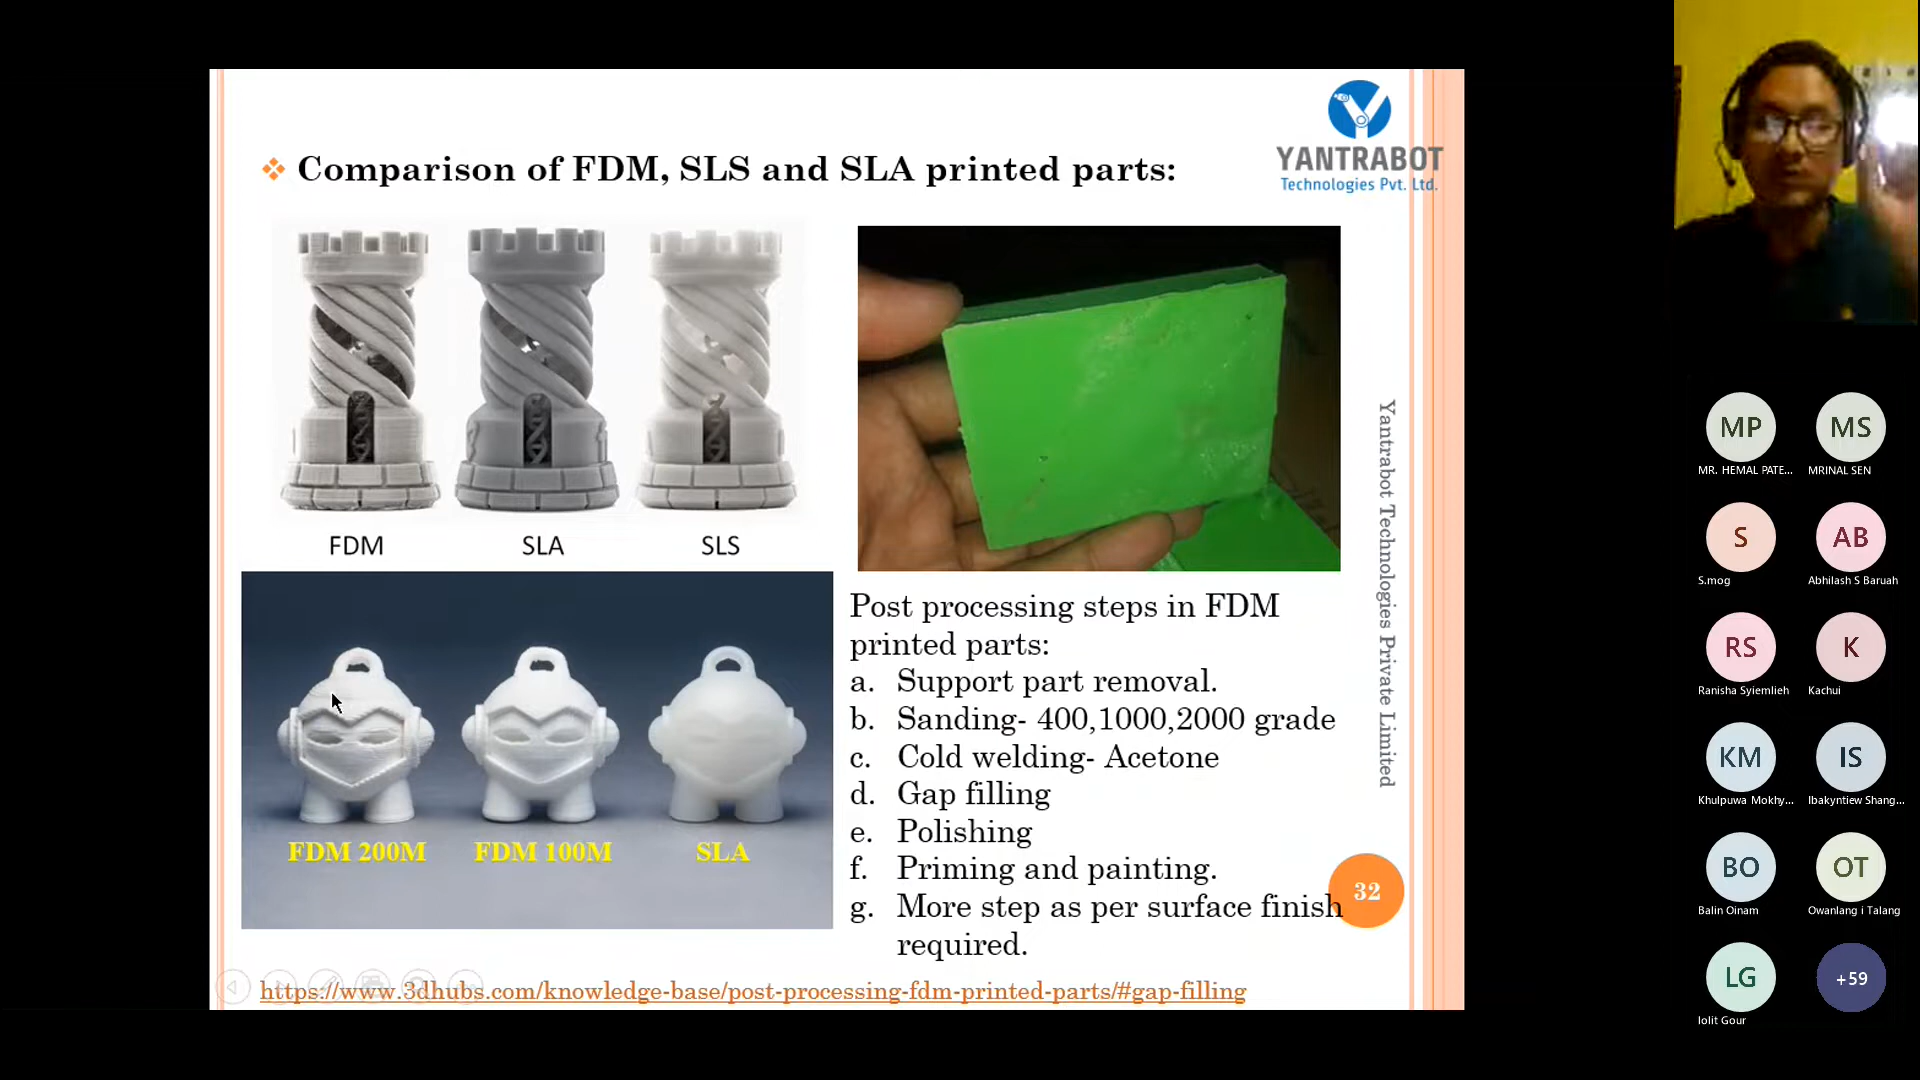 Comparison of FDM, SLS and SLA printed parts:
YANTRABOT
Technologies Pvt. Ltd.
FDM
SLA
SLS
FDM 200M
FDM 100M
SLA
Post processing steps in FDM
printed parts:
a. Support part removal.
b. Sanding- 400,1000,2000 grade
c. Cold welding- Acetone
d. Gap filling
e. Polishing
f. Priming and painting.
g. More step as per surface finish
required.
32
Yantrabot Technologies Private Limited
https://www.3dhubs.com/knowledge-base/post-processing-fdm-printed-parts/#gap-filling
MP
MR. HEMAL PATE...
MS
MRINAL SEN
S
S.mog
AB
Abhilash S Baruah
RS
Ranisha Syiemlieh
K
Kachui
KM
Khulpuwa Mokhy...
IS
Ibakyntiew Shang...
BO
Balin Oinam
OT
Owanlang i Talang
LG
lolit Gour
+59